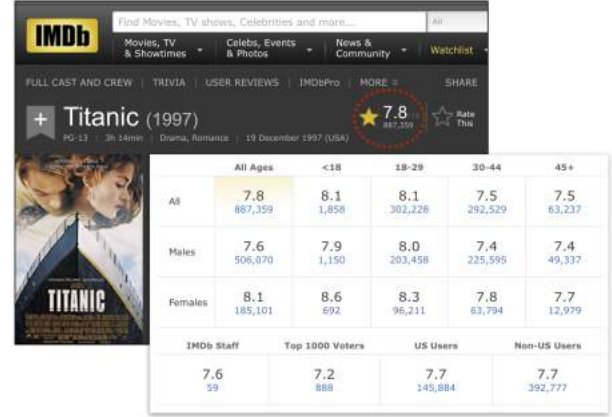 IMDb
Find Movies, TV shows, Celebrities and more...
All
Movies, TV
& Showtimes
Celebs, Events
& Photos
News &
Community
Watchlist
FULL CAST AND CREW | TRIVIA | USER REVIEWS | IMDbPro | MORE
SHARE
+ Titanic (1997)
7.8
887,359
Rate
This
PG-13 | 3h 14min | Drama, Romance | 19 December 1997 (USA)
TITANIC
All Ages <18 18-29 30-44 45+
All 7.8 8.1 8.1 7.5 7.5
887,359 1,858 302,228 292,529 63,237
Males 7.6 7.9 8.0 7.4 7.4
506,070 1,150 203,458 225,595 49,337
Females 8.1 8.6 8.3 7.8 7.7
185,101 692 96,211 63,794 12,979
IMDb Staff Top 1000 Voters US Users Non-US Users
7.6 7.2 7.7 7.7
59 888 145,884 392,777